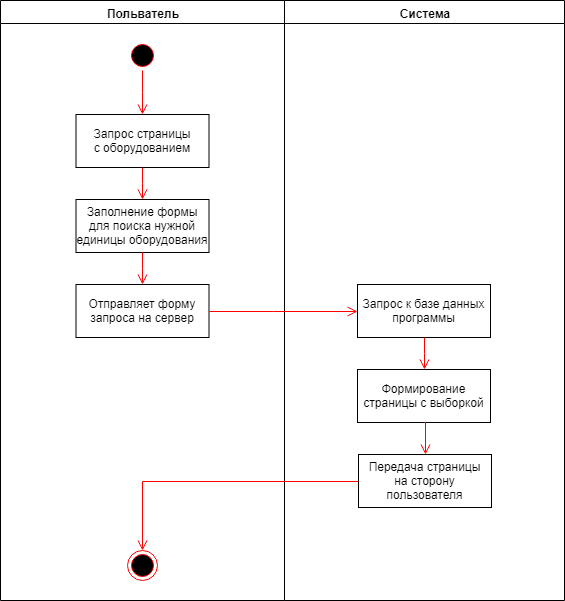 Пользватель
Система
Запрос страницы
с оборудованием
Заполнение формы
для поиска нужной
единицы оборудования
Отправляет форму
запроса на сервер
Запрос к базе данных
программы
Формирование
страницы с выборкой
Передача страницы
на сторону
пользователя